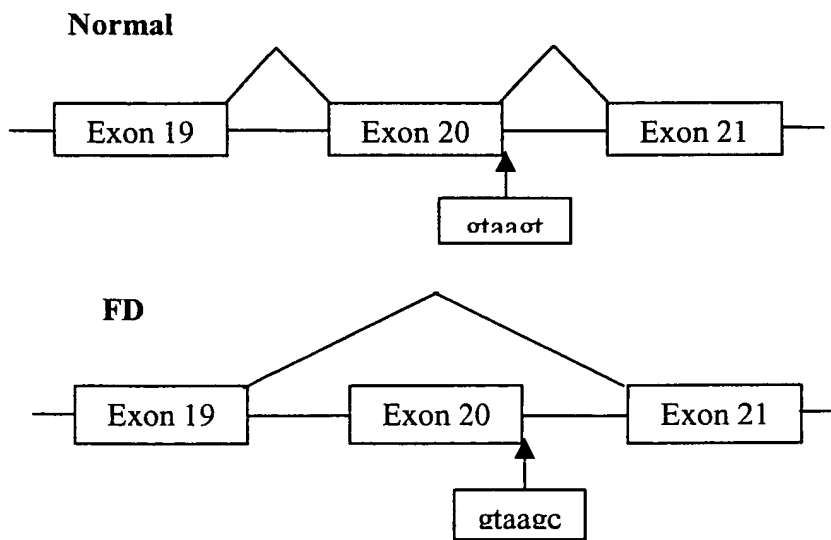 Normal
Exon 19 Exon 20 Exon 21
gtaagt
FD
Exon 19 Exon 20 Exon 21
gtaagc